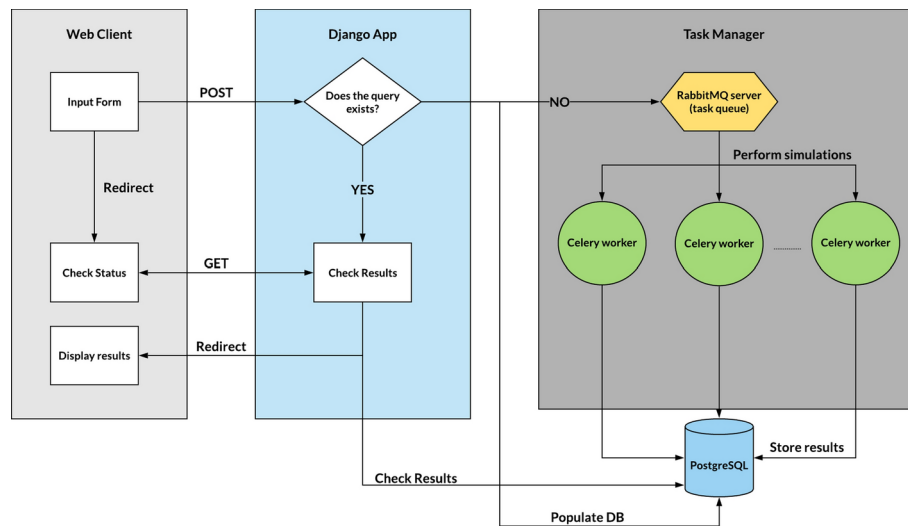 Web Client
Django App
Task Manager
Input Form
POST
Does the query
exists?
NO
RabbitMQ server
(task queue)
Perform simulations
Redirect
YES
Celery worker
Celery worker
Celery worker
Check Status
GET
Check Results
Display results
Redirect
PostgreSQL
Store results
Check Results
Populate DB